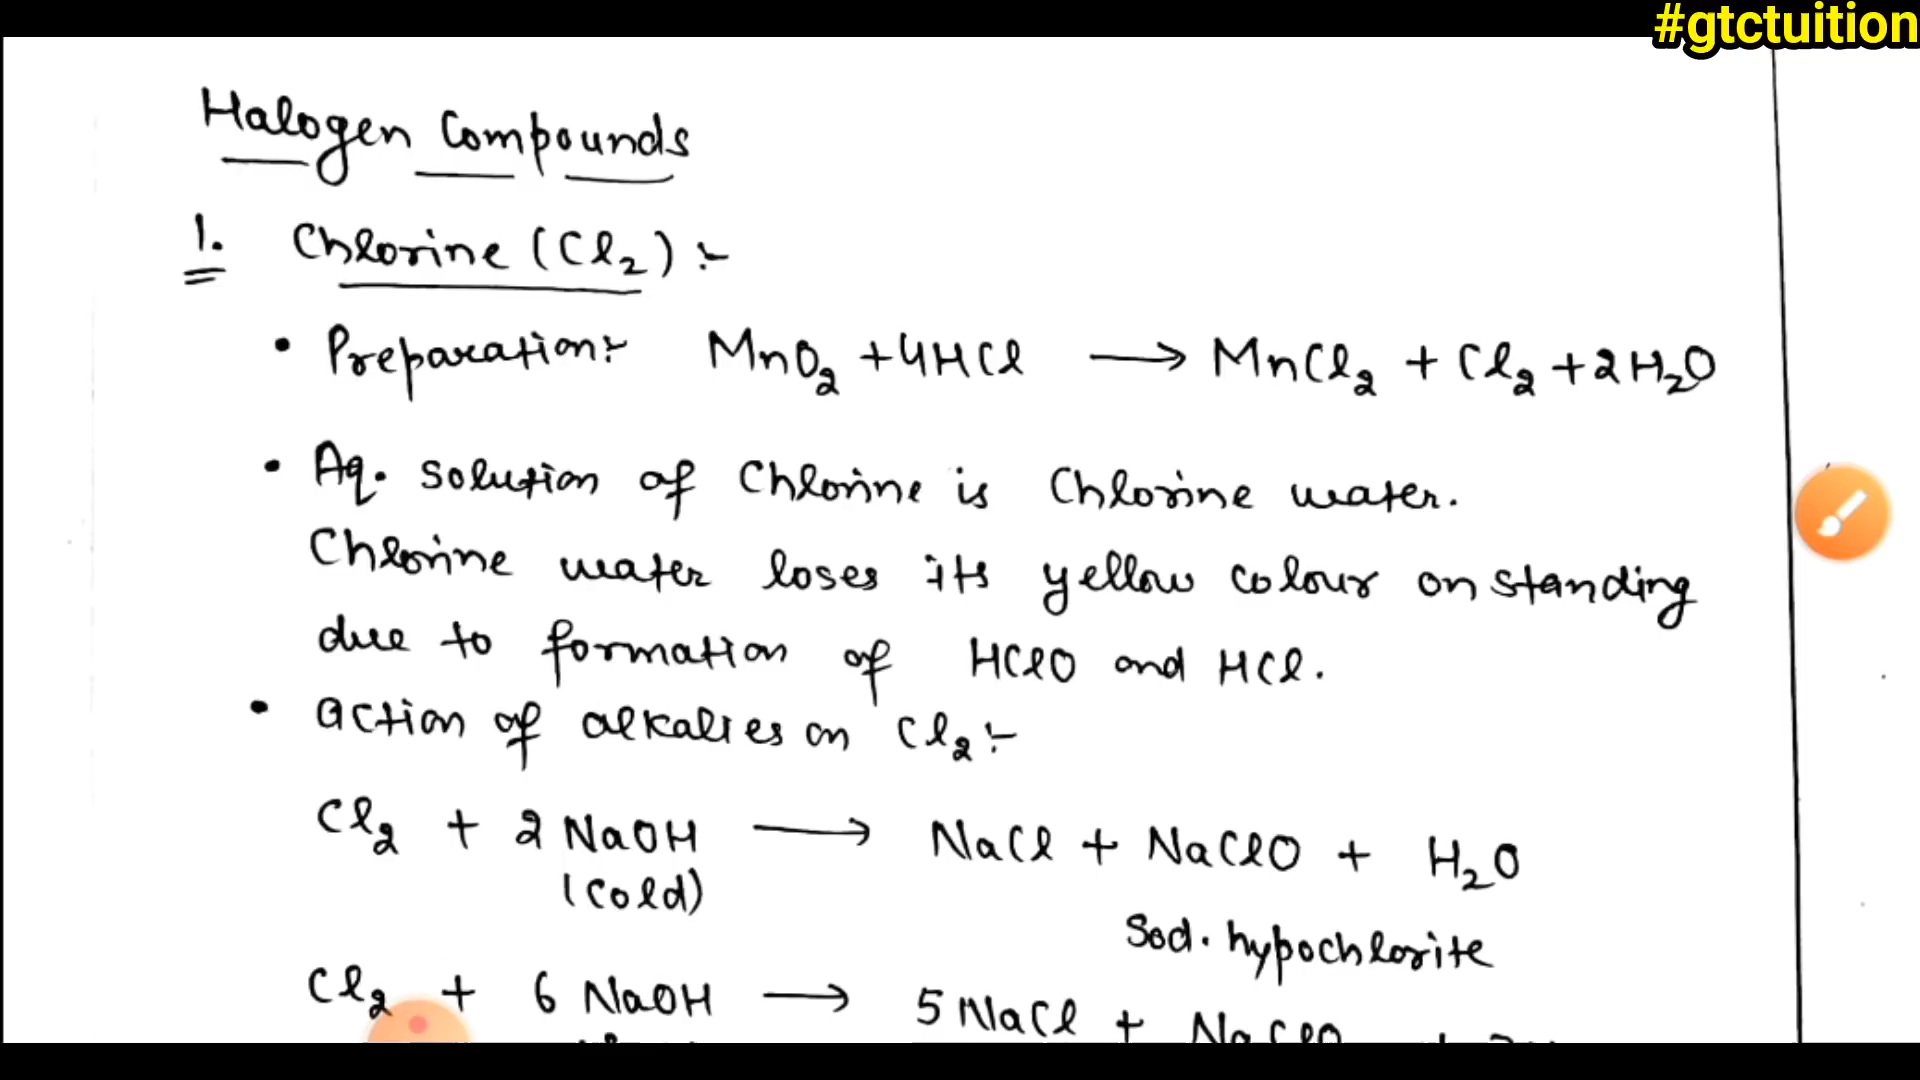 #gtctuition
Halogen Compounds
1. Chlorine (Cl₂) :-
• Preparation:- MnO₂ + 4HCl ⟶ MnCl₂ + Cl₂ + 2H₂O
• Aq. solution of Chlorine is Chlorine water.
Chlorine water loses its yellow colour on standing
due to formation of HClO and HCl.
• action of alkalies on Cl₂:-
Cl₂ + 2 NaOH ⟶ NaCl + NaClO + H₂O
(Cold)
Sod. hypochlorite
Cl₂ + 6 NaOH ⟶ 5 NaCl +